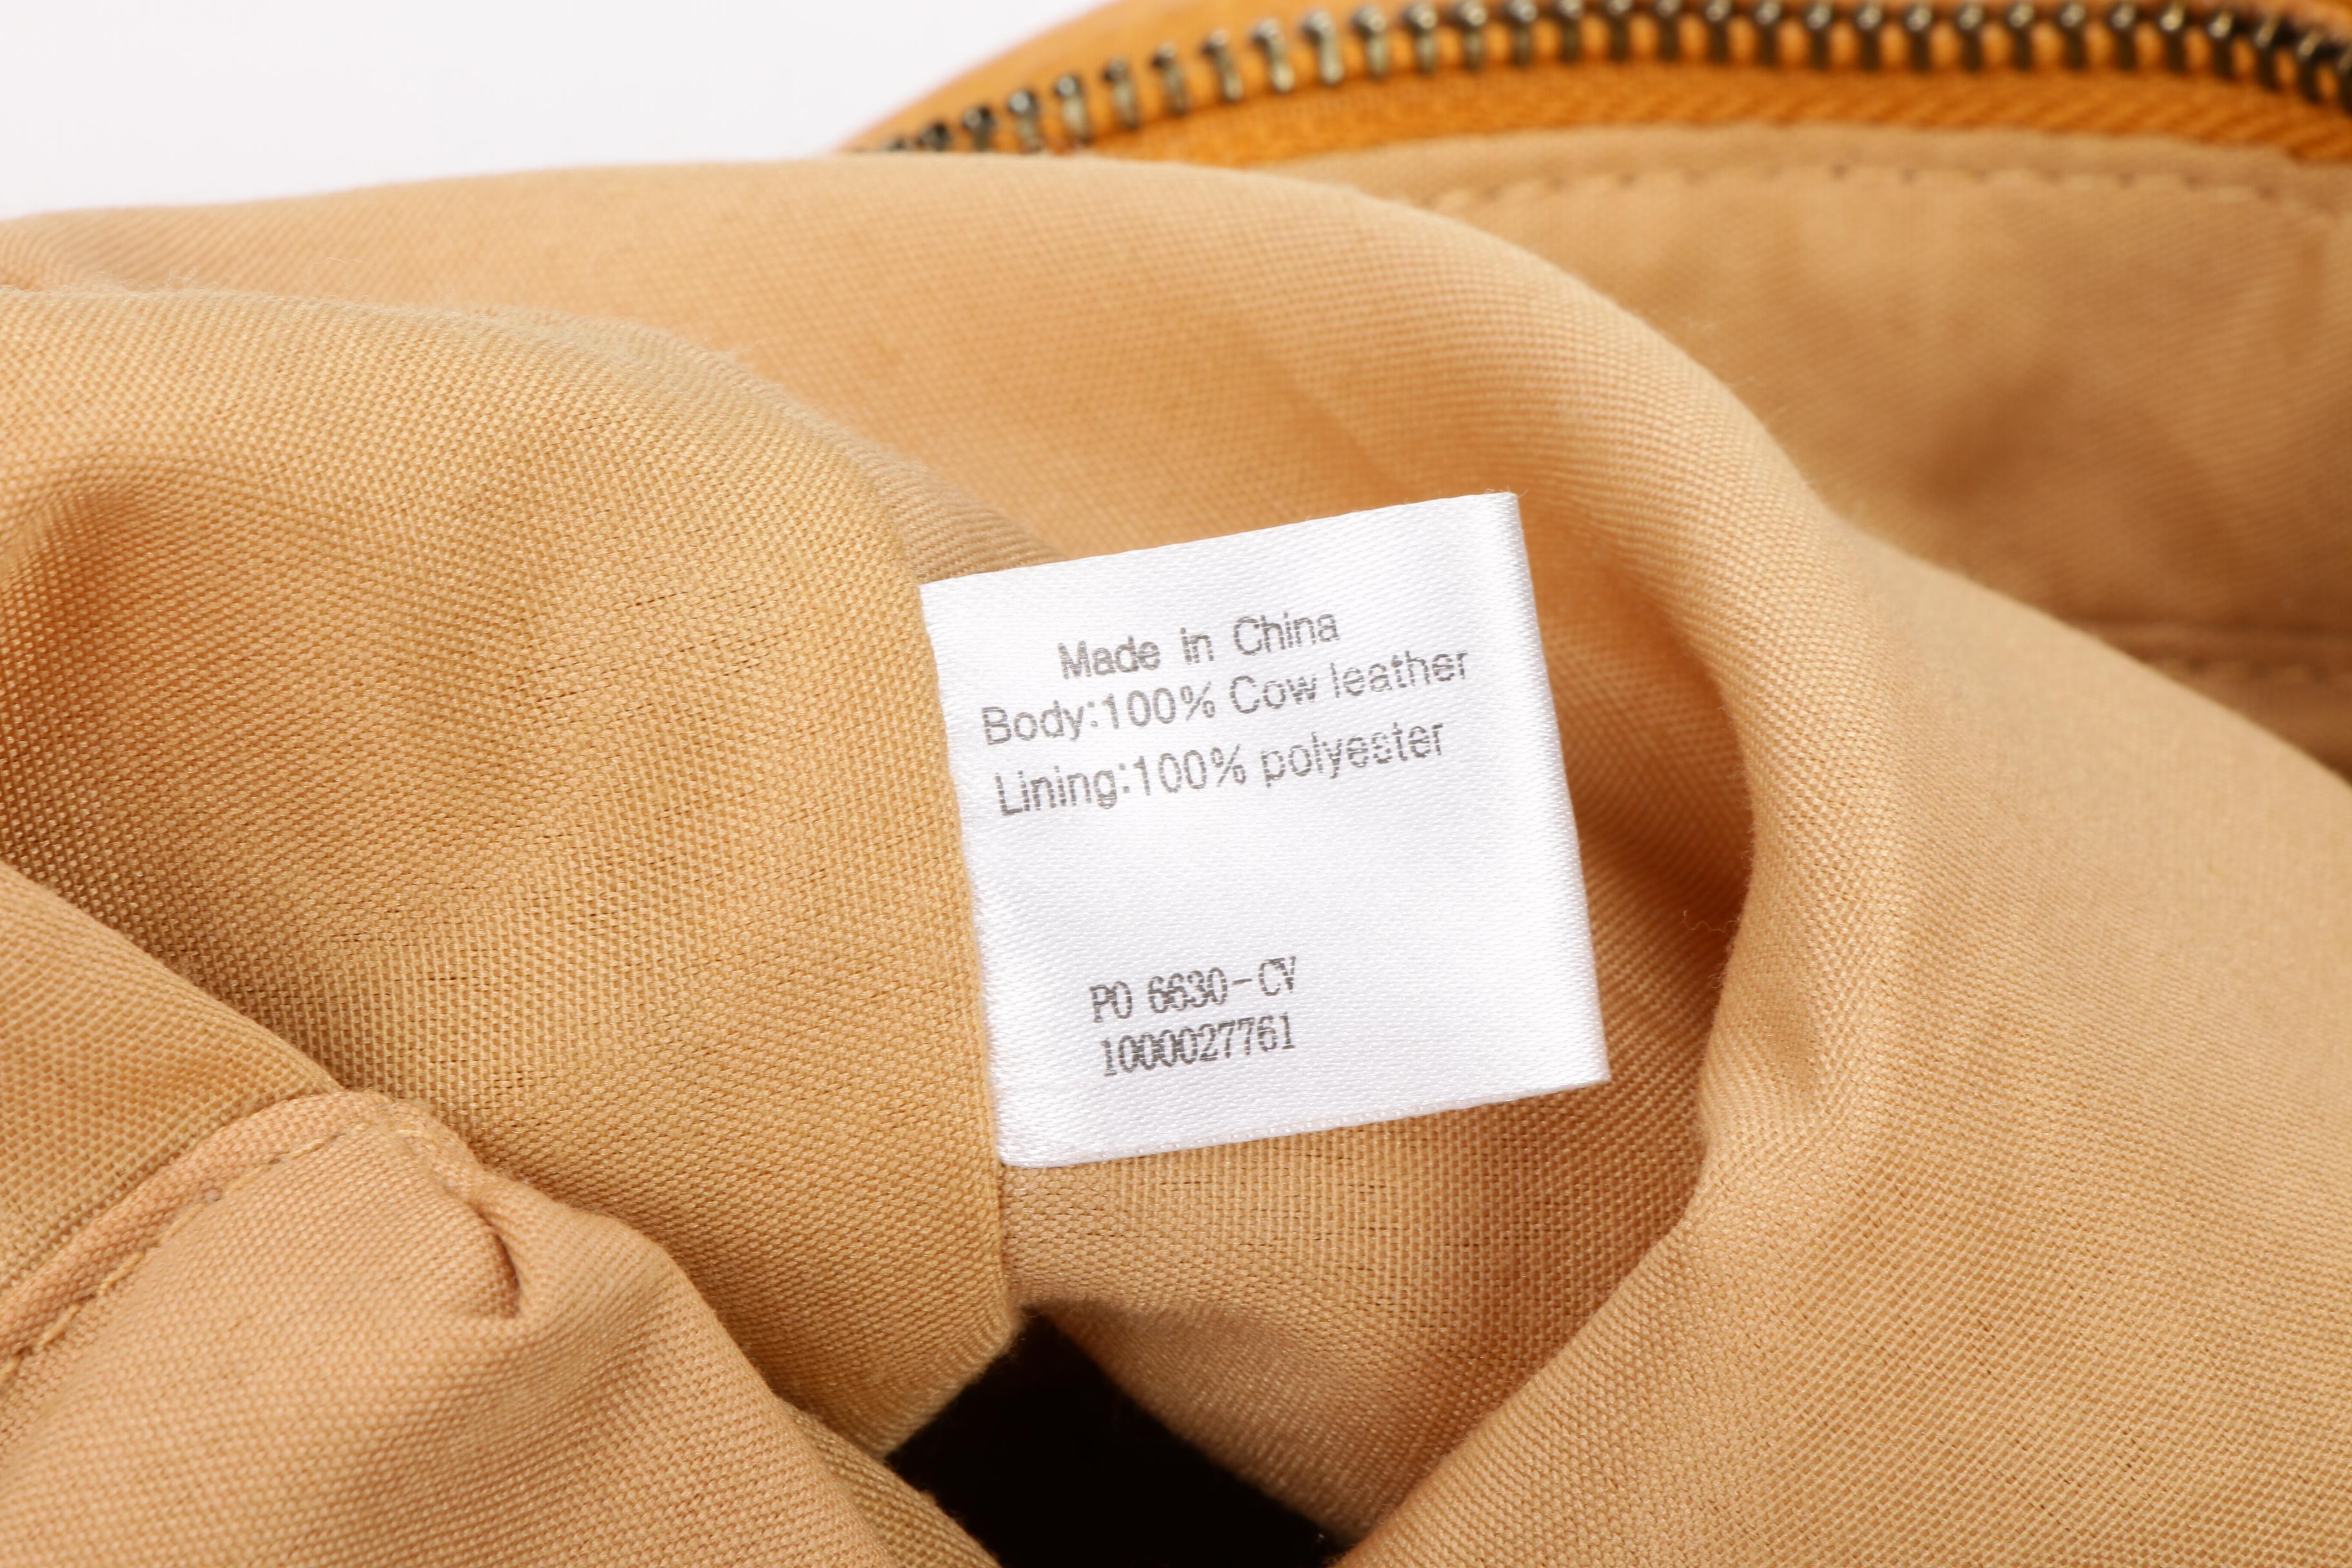 Made in China
Body:100% Cow leather
Lining:100% polyester
PO 6630-CV
1000027761